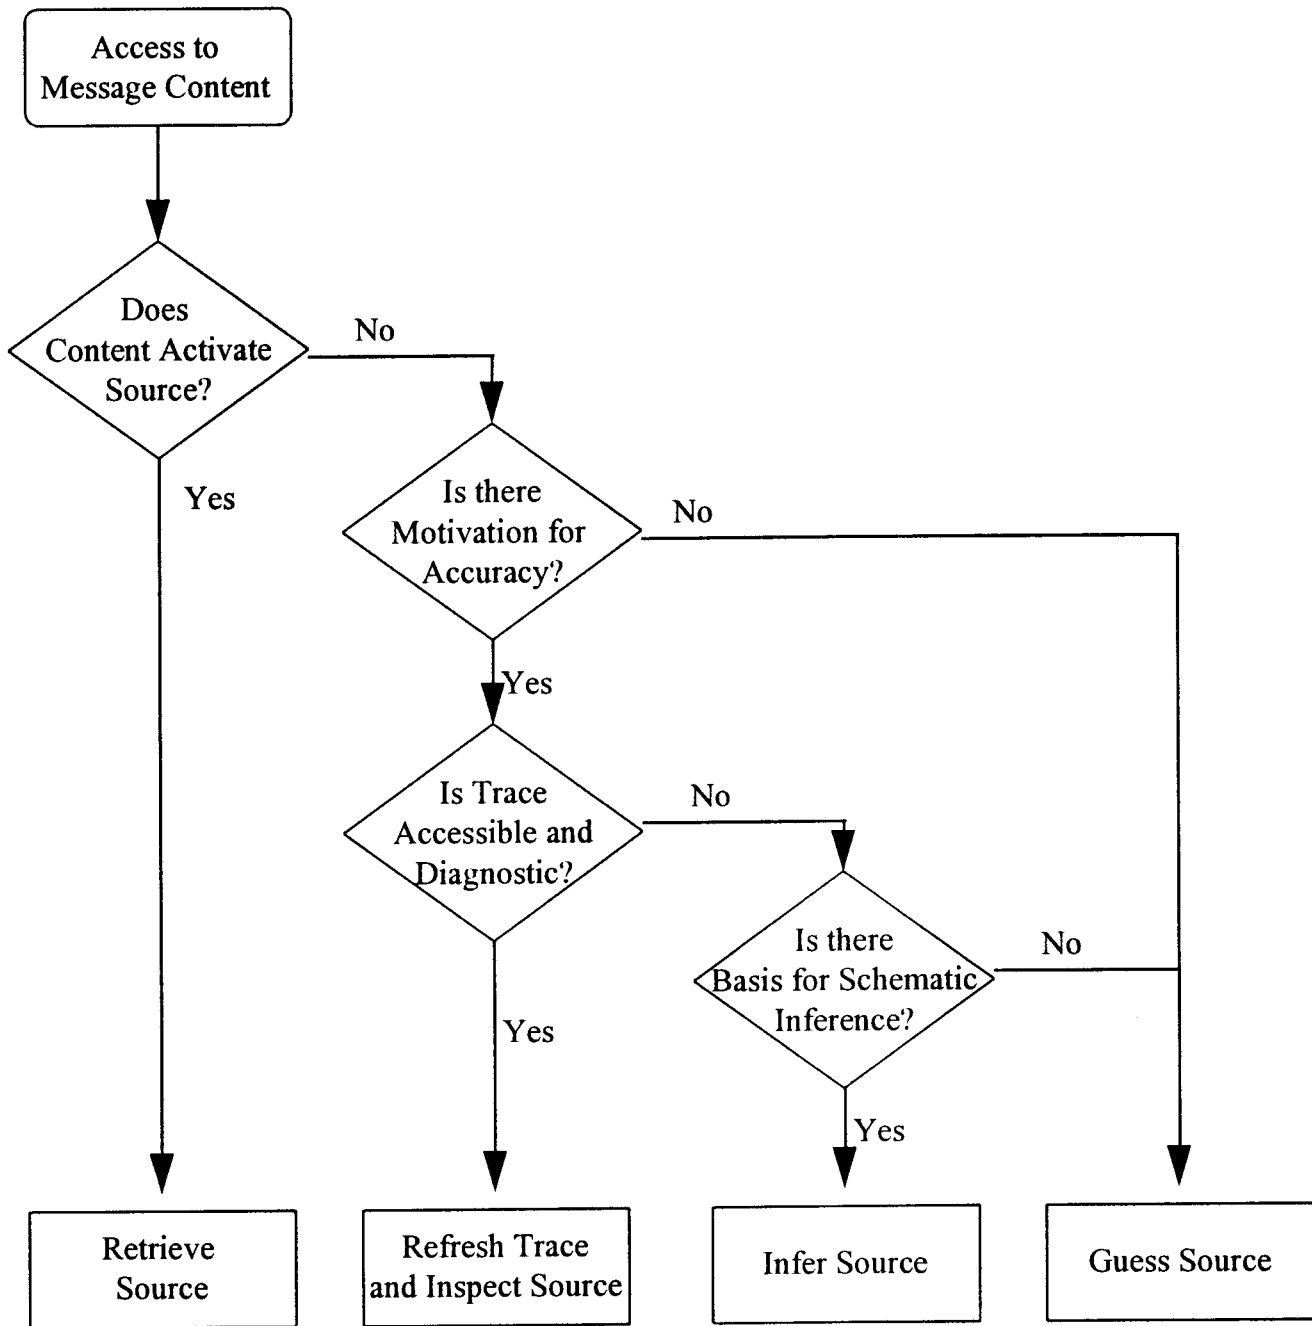 Access to
Message Content
Does
Content Activate
Source?
No
Yes
Is there
Motivation for
Accuracy?
No
Yes
Is Trace
Accessible and
Diagnostic?
No
Yes
Is there
Basis for Schematic
Inference?
No
Yes
Retrieve
Source
Refresh Trace
and Inspect Source
Infer Source
Guess Source